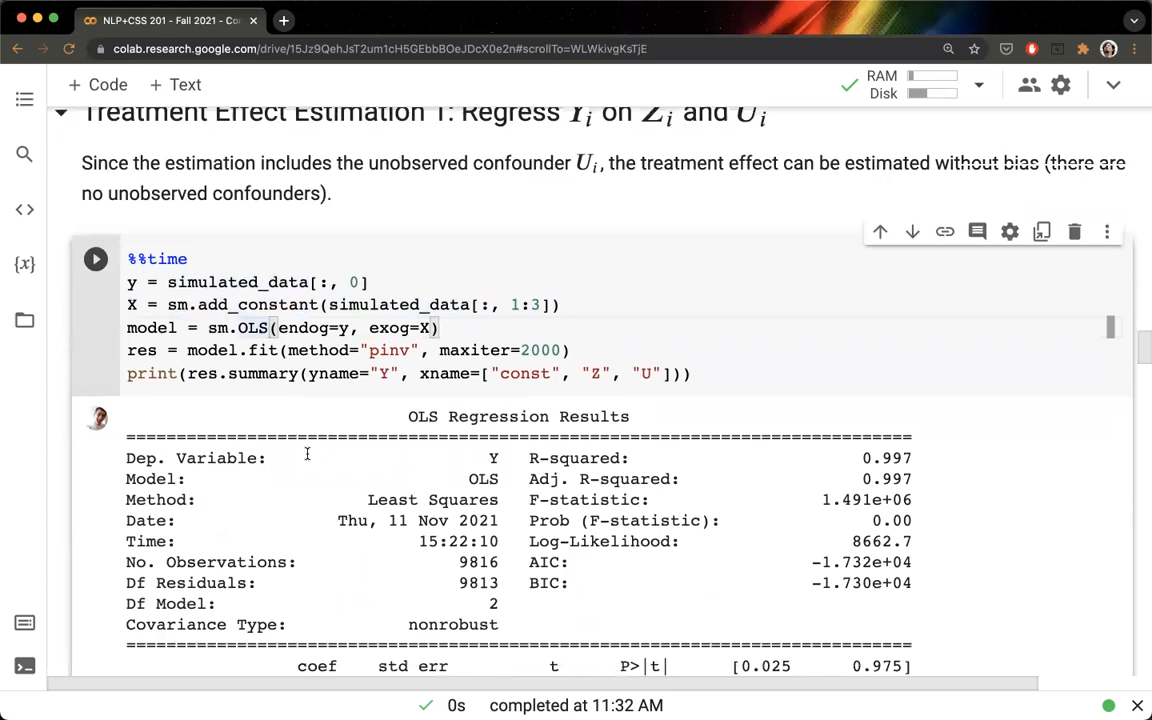 NLP+CSS 201 - Fall 2021 - Co
colab.research.google.com/drive/15Jz9QehJsT2um1cH5GEbbBOeJDcX0e2n#scrollTo=WLWkivgKsTjE
+ Code + Text
RAM
Disk
Treatment Effect Estimation 1: Regress Yi on Zi and Ui
Since the estimation includes the unobserved confounder Ui, the treatment effect can be estimated without bias (there are
no unobserved confounders).
%%time
y = simulated_data[:, 0]
X = sm.add_constant(simulated_data[:, 1:3])
model = sm.OLS(endog=y, exog=X)
res = model.fit(method="pinv", maxiter=2000)
print(res.summary(yname="Y", xname=["const", "Z", "U"]))
OLS Regression Results
==============================================================================
Dep. Variable: Y R-squared: 0.997
Model: OLS Adj. R-squared: 0.997
Method: Least Squares F-statistic: 1.491e+06
Date: Thu, 11 Nov 2021 Prob (F-statistic): 0.00
Time: 15:22:10 Log-Likelihood: 8662.7
No. Observations: 9816 AIC: -1.732e+04
Df Residuals: 9813 BIC: -1.730e+04
Df Model: 2
Covariance Type: nonrobust
==============================================================================
coef std err t P>|t| [0.025 0.975]
0s completed at 11:32 AM